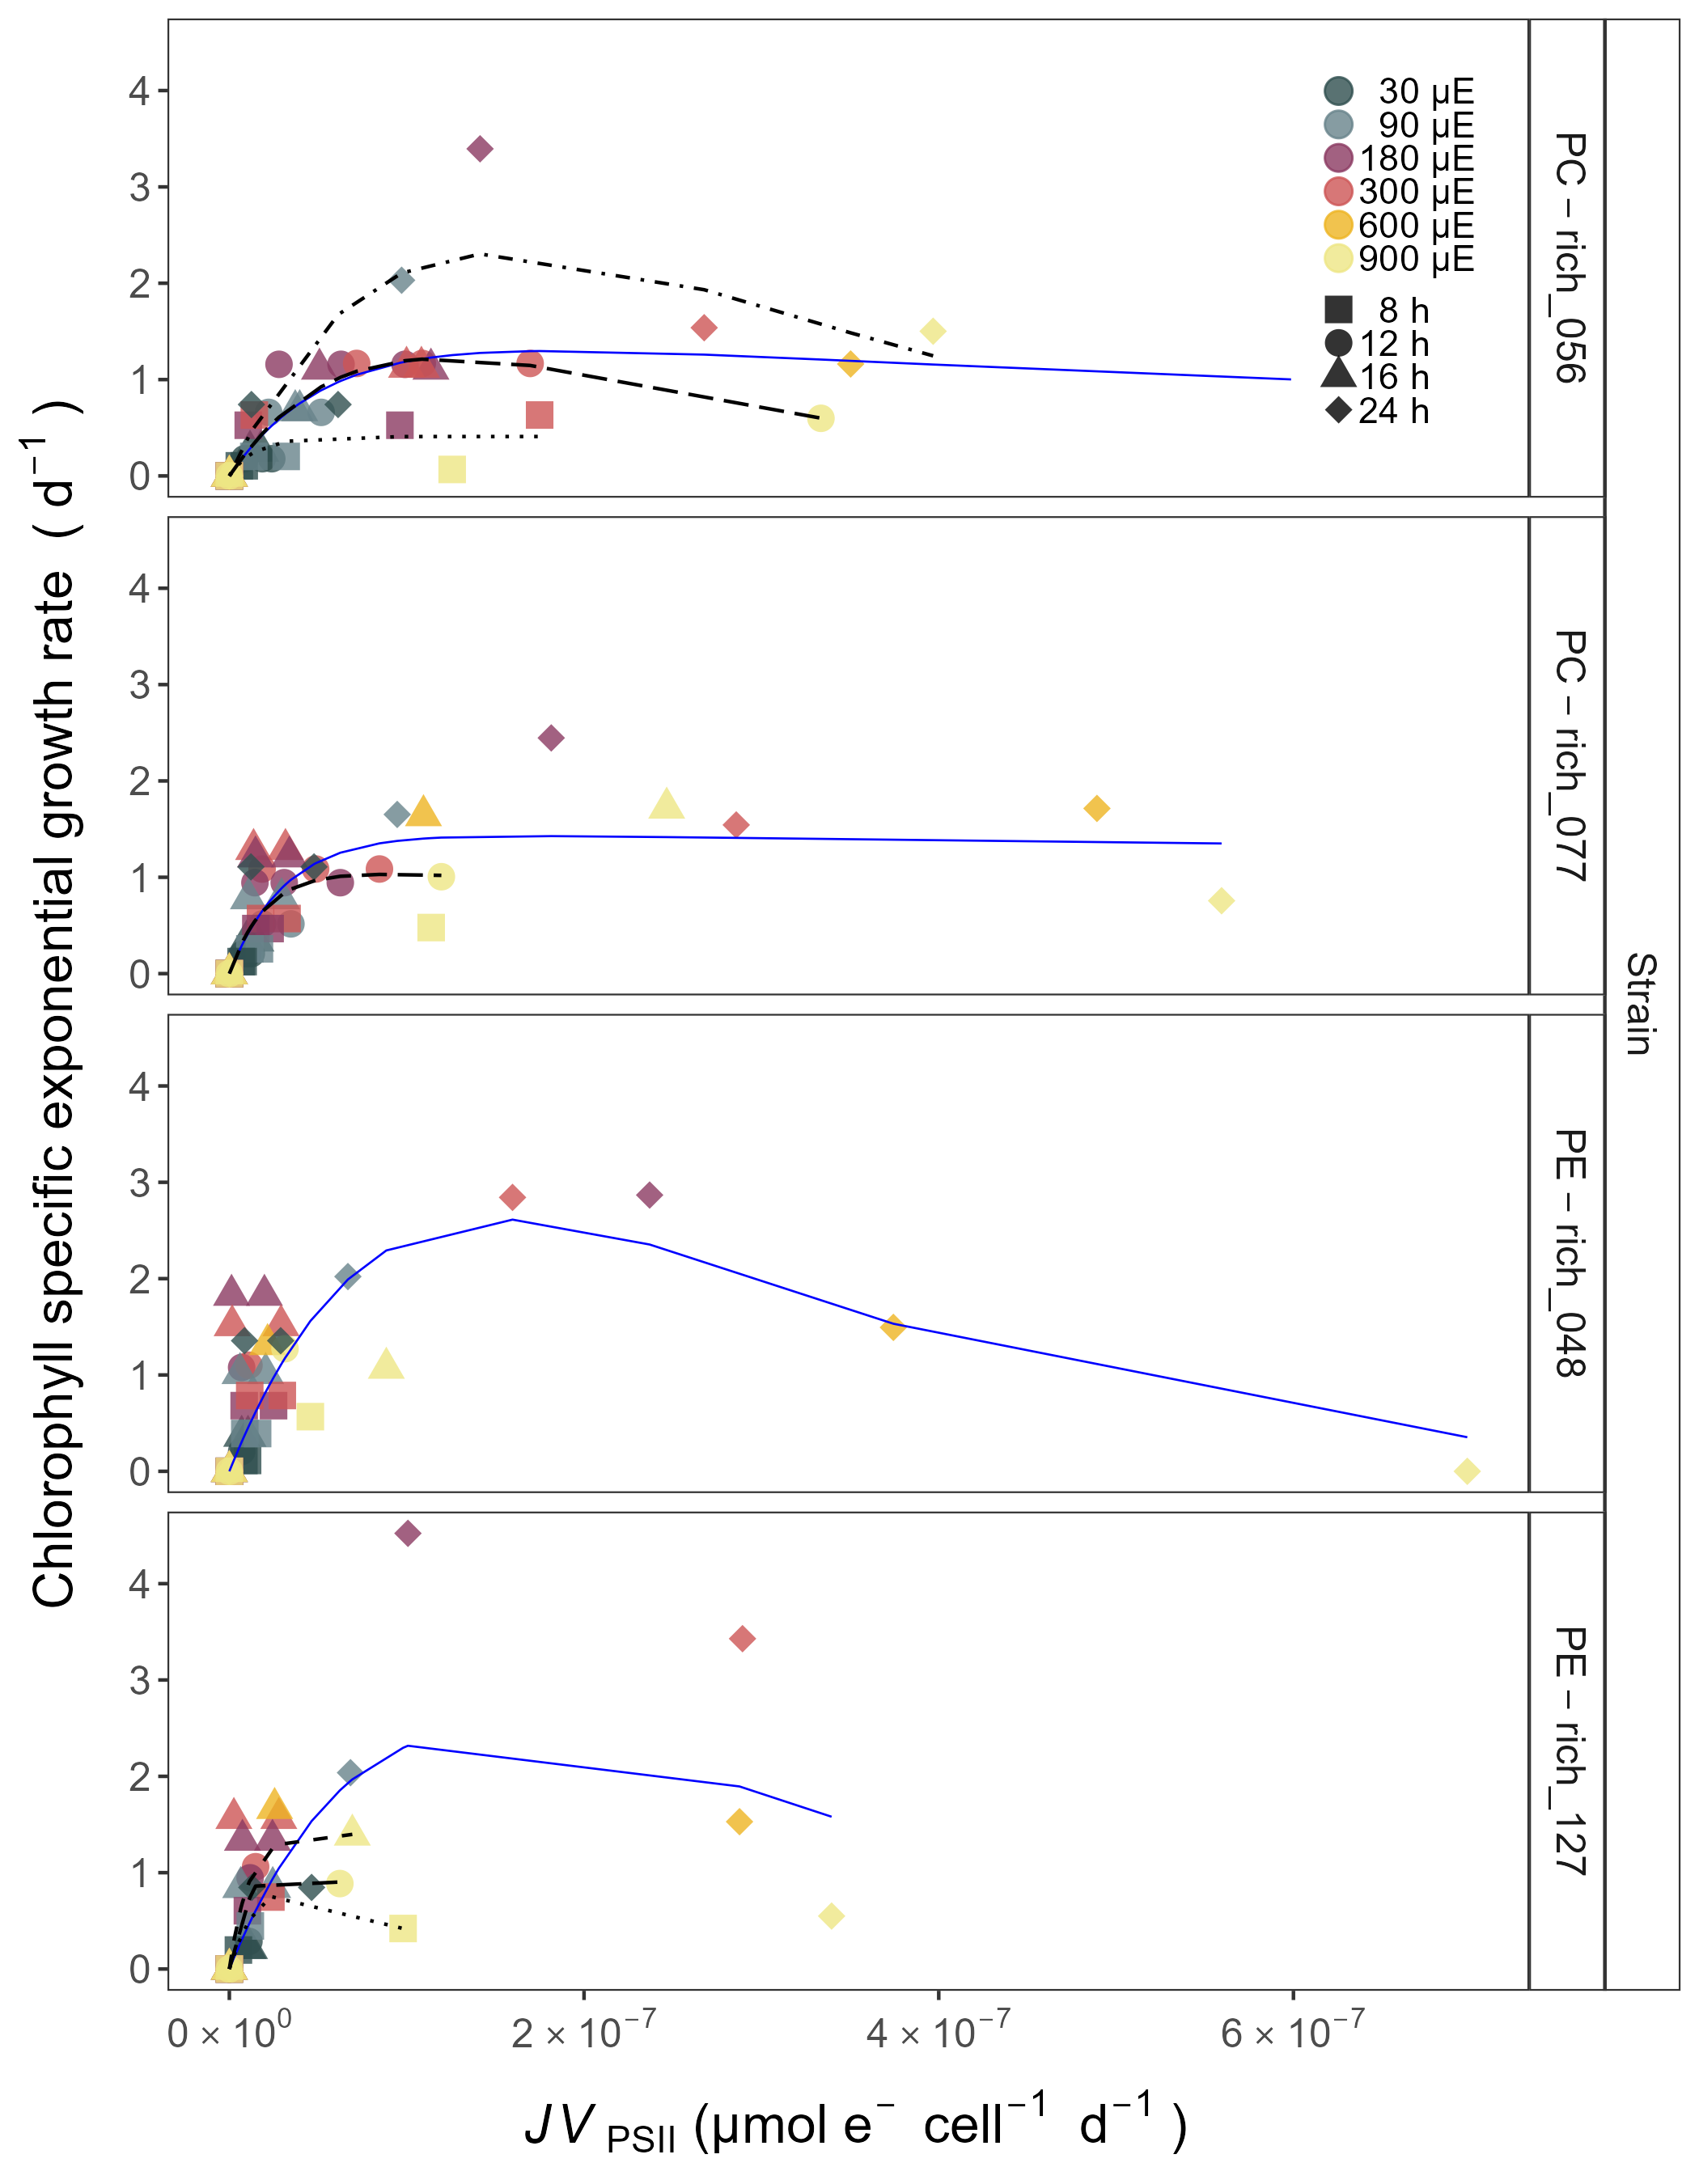 Chlorophyll specific exponential growth rate ( d⁻¹ )
4
3
2
1
0
30 µE
90 µE
180 µE
300 µE
600 µE
900 µE
8 h
12 h
16 h
24 h
PC − rich_056
4
3
2
1
0
PC − rich_077
4
3
2
1
0
PE − rich_048
4
3
2
1
0
PE − rich_127
Strain
0 × 10⁰
2 × 10⁻⁷
4 × 10⁻⁷
6 × 10⁻⁷
JV PSII (µmol e⁻ cell⁻¹ d⁻¹ )